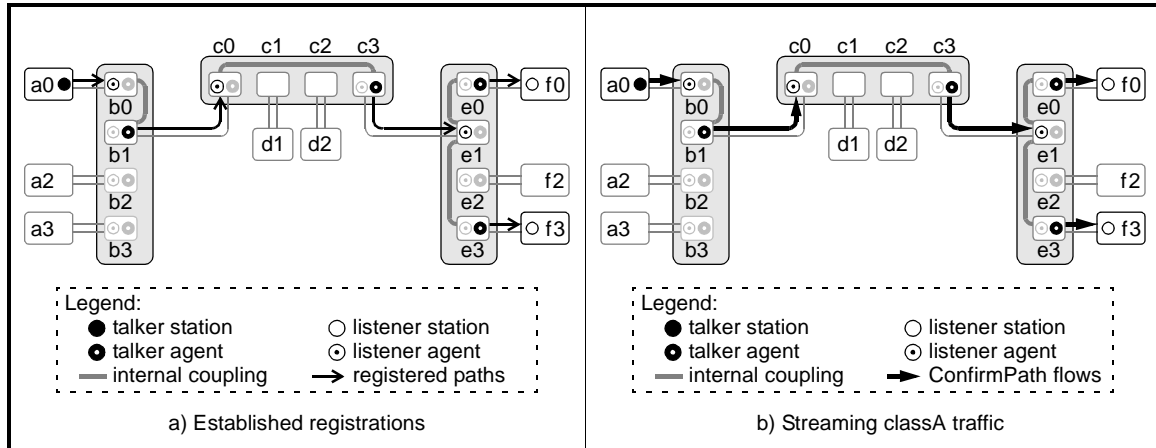 c0 c1 c2 c3
a0 b0 e0 f0
b1 d1 d2 e1
a2 b2 e2 f2
a3 b3 e3 f3
Legend:
talker station listener station
talker agent listener agent
internal coupling registered paths
a) Established registrations
c0 c1 c2 c3
a0 b0 e0 f0
b1 d1 d2 e1
a2 b2 e2 f2
a3 b3 e3 f3
Legend:
talker station listener station
talker agent listener agent
internal coupling ConfirmPath flows
b) Streaming classA traffic